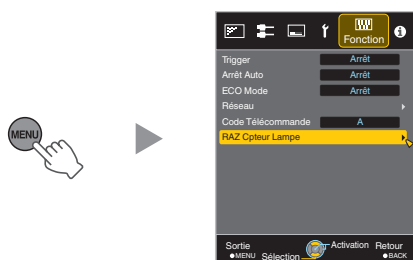 MENU
Fonction
Trigger Arrêt
Arrêt Auto Arrêt
ECO Mode Arrêt
Réseau
Code Télécommande A
RAZ Cpteur Lampe
Sortie Activation Retour
MENU Sélection BACK